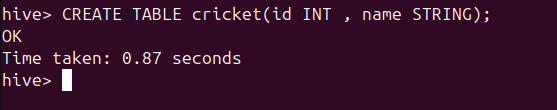 hive> CREATE TABLE cricket(id INT , name STRING);
OK
Time taken: 0.87 seconds
hive>